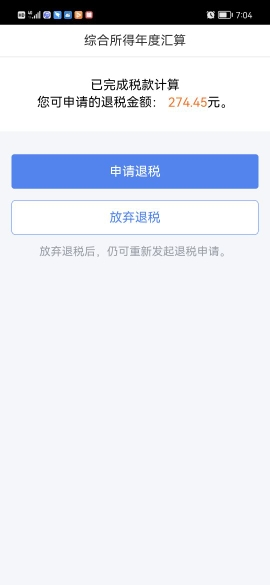 7:04
综合所得年度汇算
已完成税款计算
您可申请的退税金额： 274.45元。
申请退税
放弃退税
放弃退税后，仍可重新发起退税申请。